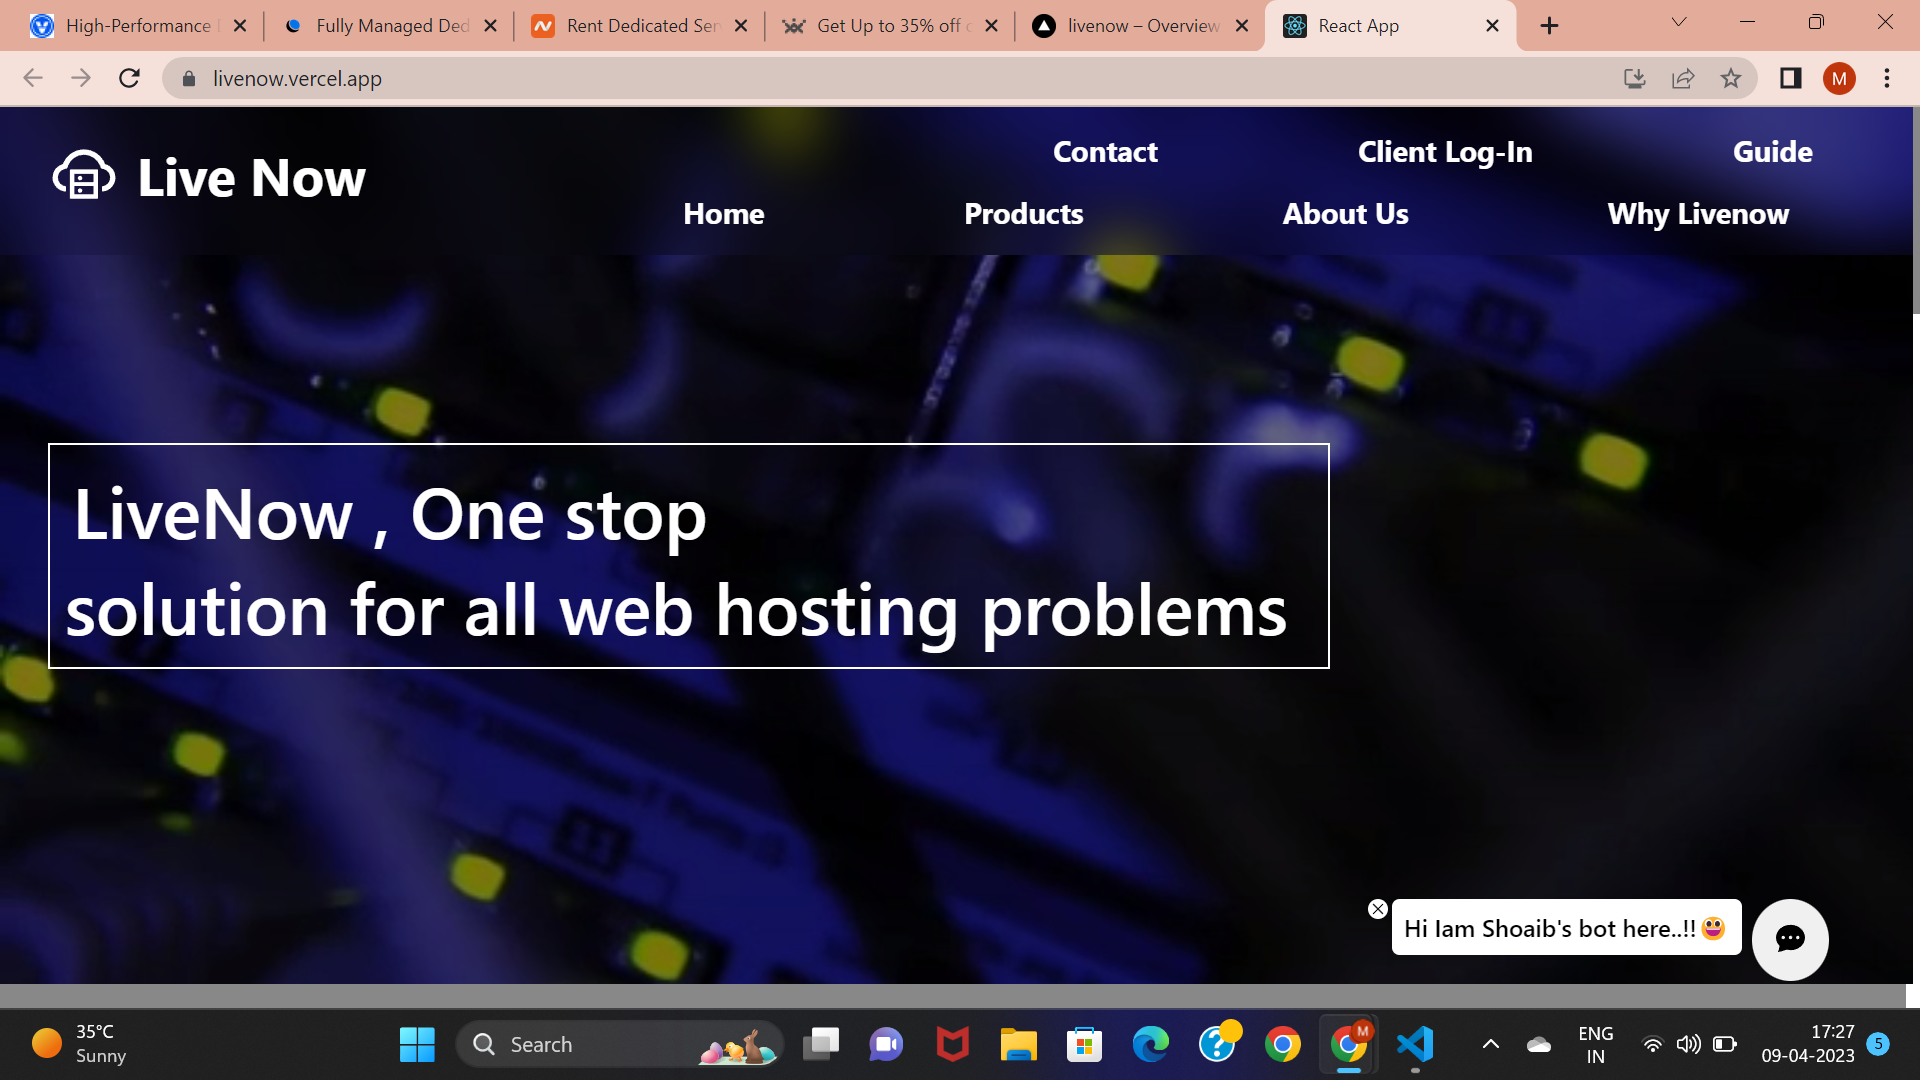 High-Performance
Fully Managed Ded
Rent Dedicated Ser
Get Up to 35% off
livenow – Overview
React App
livenow.vercel.app
M
Live Now
Contact
Client Log-In
Guide
Home
Products
About Us
Why Livenow
LiveNow , One stop
solution for all web hosting problems
Hi Iam Shoaib's bot here..!!😃
35°C
Sunny
Search
M
ENG
IN
17:27
09-04-2023
5